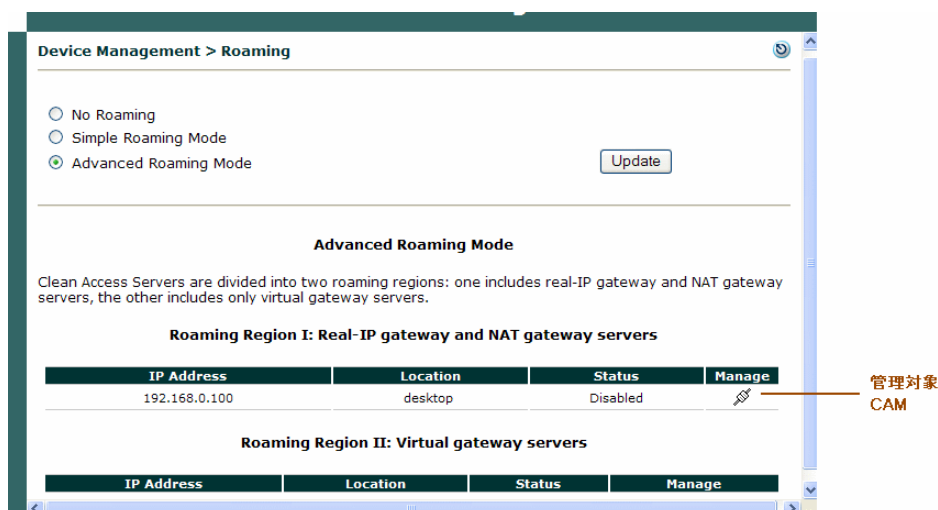 Device Management > Roaming
No Roaming
Simple Roaming Mode
Advanced Roaming Mode
Update
Advanced Roaming Mode
Clean Access Servers are divided into two roaming regions: one includes real-IP gateway and NAT gateway
servers, the other includes only virtual gateway servers.
Roaming Region I: Real-IP gateway and NAT gateway servers
IP Address Location Status Manage
192.168.0.100 desktop Disabled
管理対象
CAM
Roaming Region II: Virtual gateway servers
IP Address Location Status Manage